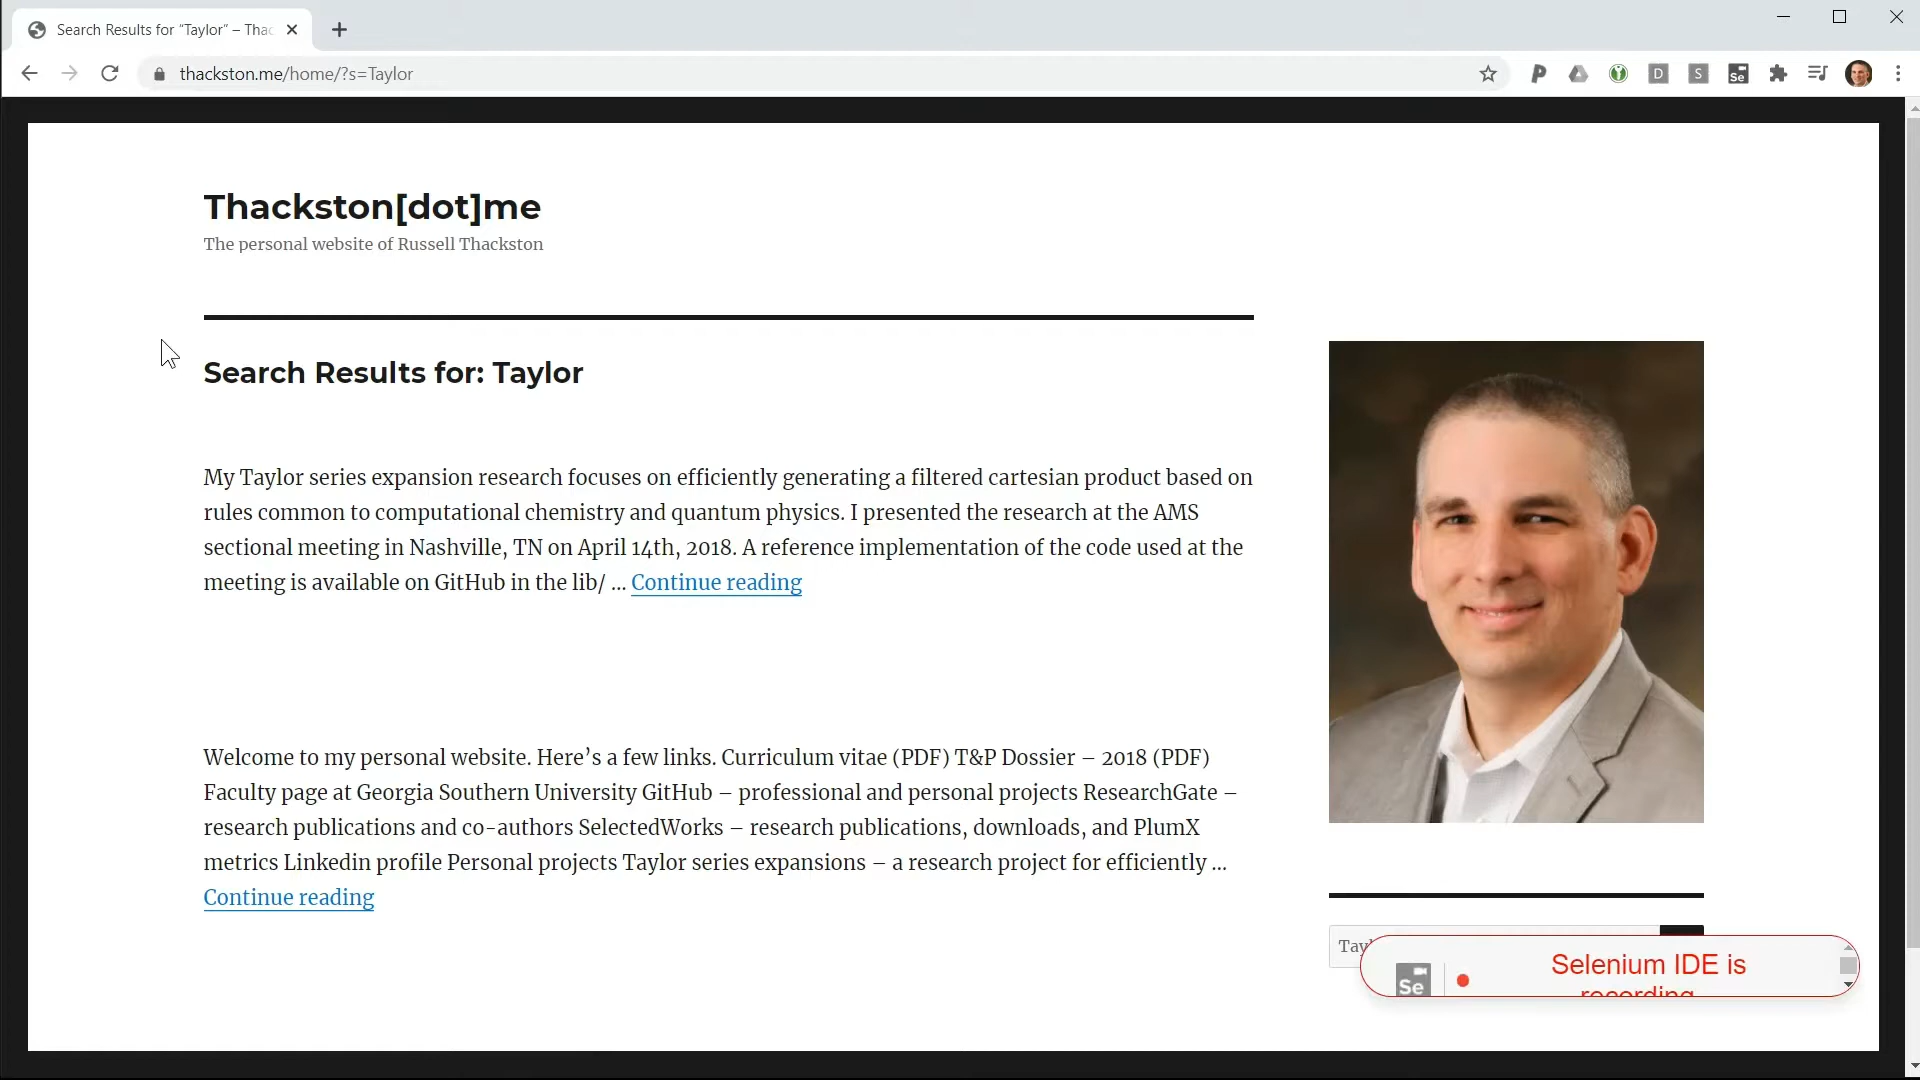 Search Results for “Taylor” – Thac
thackston.me/home/?s=Taylor
D
S
Se
Thackston[dot]me
The personal website of Russell Thackston
Search Results for: Taylor
My Taylor series expansion research focuses on efficiently generating a filtered cartesian product based on
rules common to computational chemistry and quantum physics. I presented the research at the AMS
sectional meeting in Nashville, TN on April 14th, 2018. A reference implementation of the code used at the
meeting is available on GitHub in the lib/ … Continue reading
Welcome to my personal website. Here’s a few links. Curriculum vitae (PDF) T&P Dossier – 2018 (PDF)
Faculty page at Georgia Southern University GitHub – professional and personal projects ResearchGate –
research publications and co-authors SelectedWorks – research publications, downloads, and PlumX
metrics Linkedin profile Personal projects Taylor series expansions – a research project for efficiently …
Continue reading
Tayl
Se
Selenium IDE is
recording